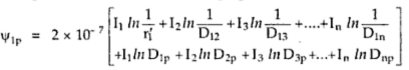 ψ₁ₚ = 2 × 10⁻⁷ [ I₁ ln 1/r₁' + I₂ ln 1/D₁₂ + I₃ ln 1/D₁₃ + .... + Iₙ ln 1/D₁ₙ
+ I₁ ln D₁ₚ + I₂ ln D₂ₚ + I₃ ln D₃ₚ + ... + Iₙ ln Dₙₚ ]